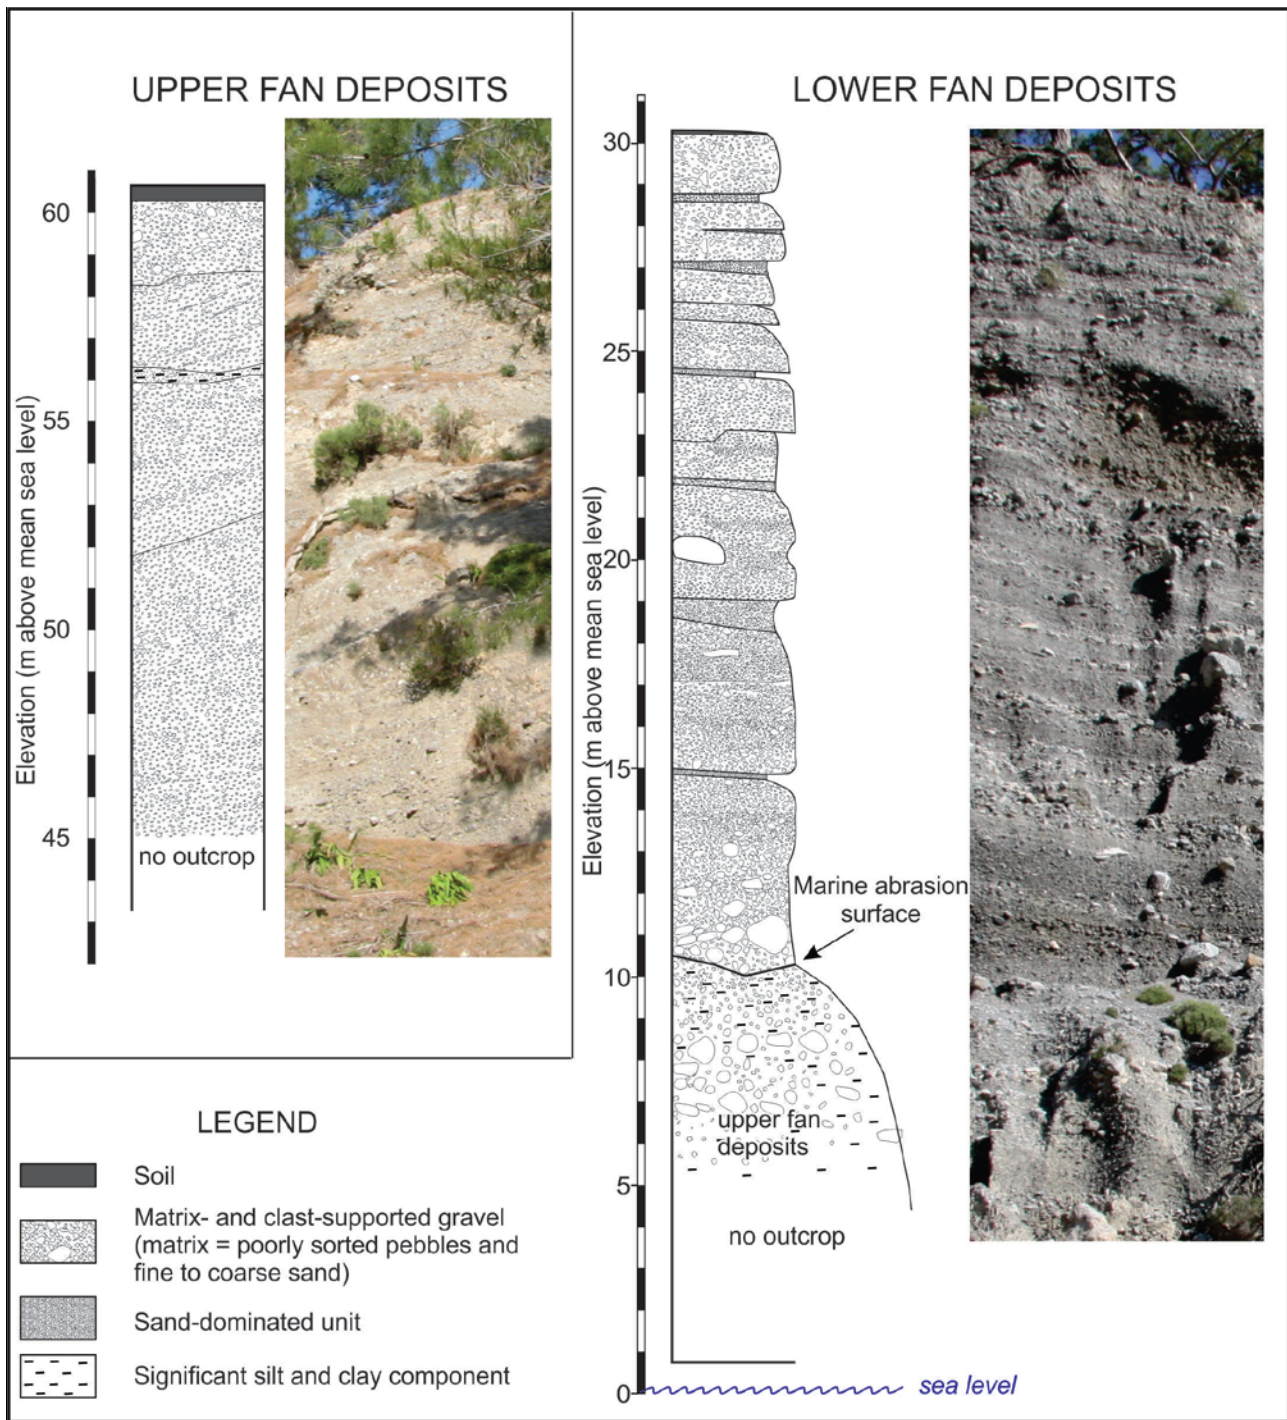 UPPER FAN DEPOSITS
Elevation (m above mean sea level)
60
55
50
45
no outcrop
LOWER FAN DEPOSITS
Elevation (m above mean sea level)
30
25
20
15
10
5
0
Marine abrasion
surface
upper fan
deposits
no outcrop
sea level
LEGEND
Soil
Matrix- and clast-supported gravel
(matrix = poorly sorted pebbles and
fine to coarse sand)
Sand-dominated unit
Significant silt and clay component